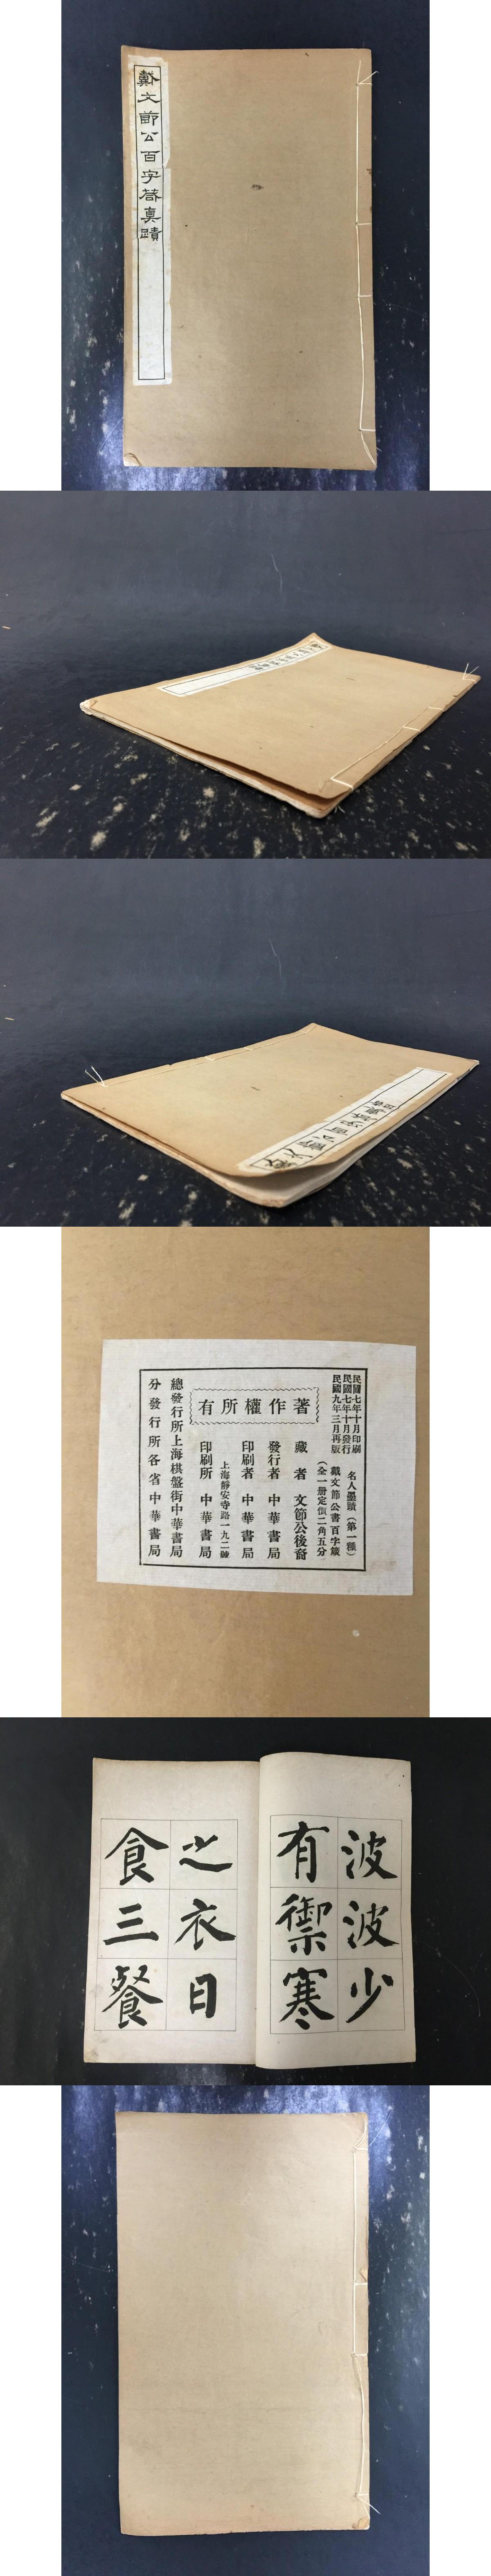 戴文節公百字箴眞蹟
民國七年十月印刷
民國七年十月發行
民國九年三月再版
名人墨蹟（第一種）
戴文節公書百字箴
（全一册定價二角五分）
著作權所有
藏者 文節公後裔
發行者 中華書局
印刷者 中華書局
上海靜安寺路一九二號
印刷所 中華書局
總發行所上海棋盤街中華書局
分發行所各省中華書局
波波少
有禦寒
之衣日
食三餐